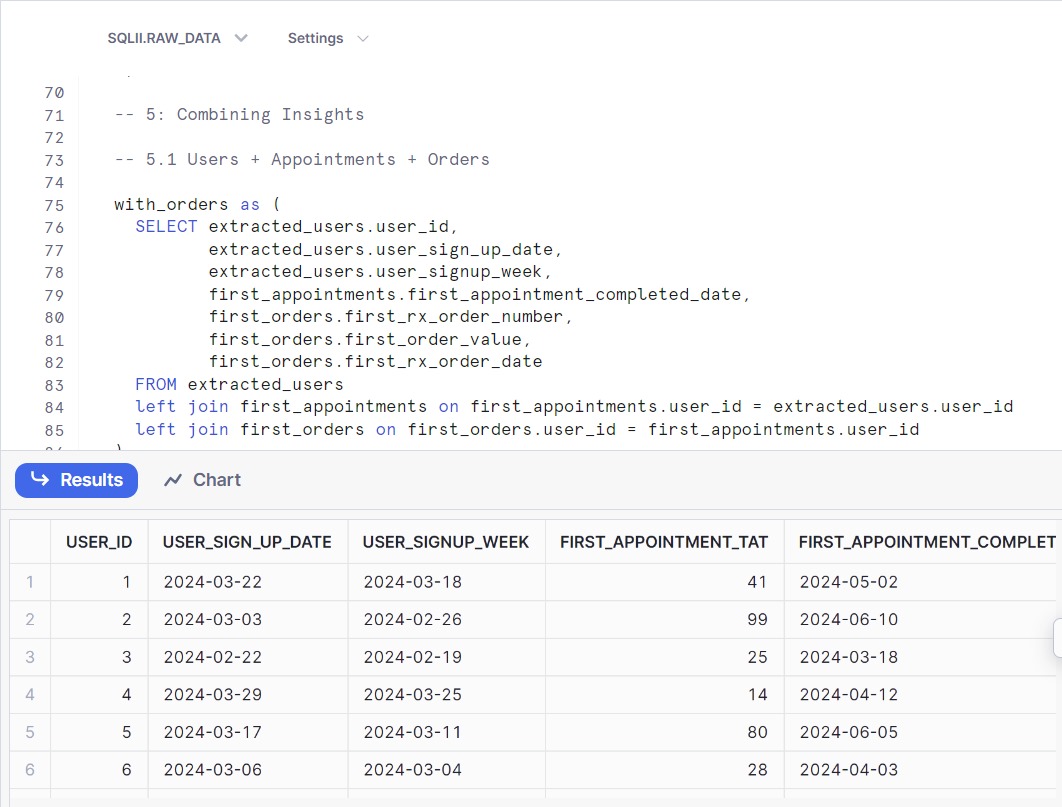 SQLII.RAW_DATA Settings
70
71 -- 5: Combining Insights
72
73 -- 5.1 Users + Appointments + Orders
74
75 with_orders as (
76 SELECT extracted_users.user_id,
77 extracted_users.user_sign_up_date,
78 extracted_users.user_signup_week,
79 first_appointments.first_appointment_completed_date,
80 first_orders.first_rx_order_number,
81 first_orders.first_order_value,
82 first_orders.first_rx_order_date
83 FROM extracted_users
84 left join first_appointments on first_appointments.user_id = extracted_users.user_id
85 left join first_orders on first_orders.user_id = first_appointments.user_id
Results Chart
USER_ID USER_SIGN_UP_DATE USER_SIGNUP_WEEK FIRST_APPOINTMENT_TAT FIRST_APPOINTMENT_COMPLET
1 1 2024-03-22 2024-03-18 41 2024-05-02
2 2 2024-03-03 2024-02-26 99 2024-06-10
3 3 2024-02-22 2024-02-19 25 2024-03-18
4 4 2024-03-29 2024-03-25 14 2024-04-12
5 5 2024-03-17 2024-03-11 80 2024-06-05
6 6 2024-03-06 2024-03-04 28 2024-04-03